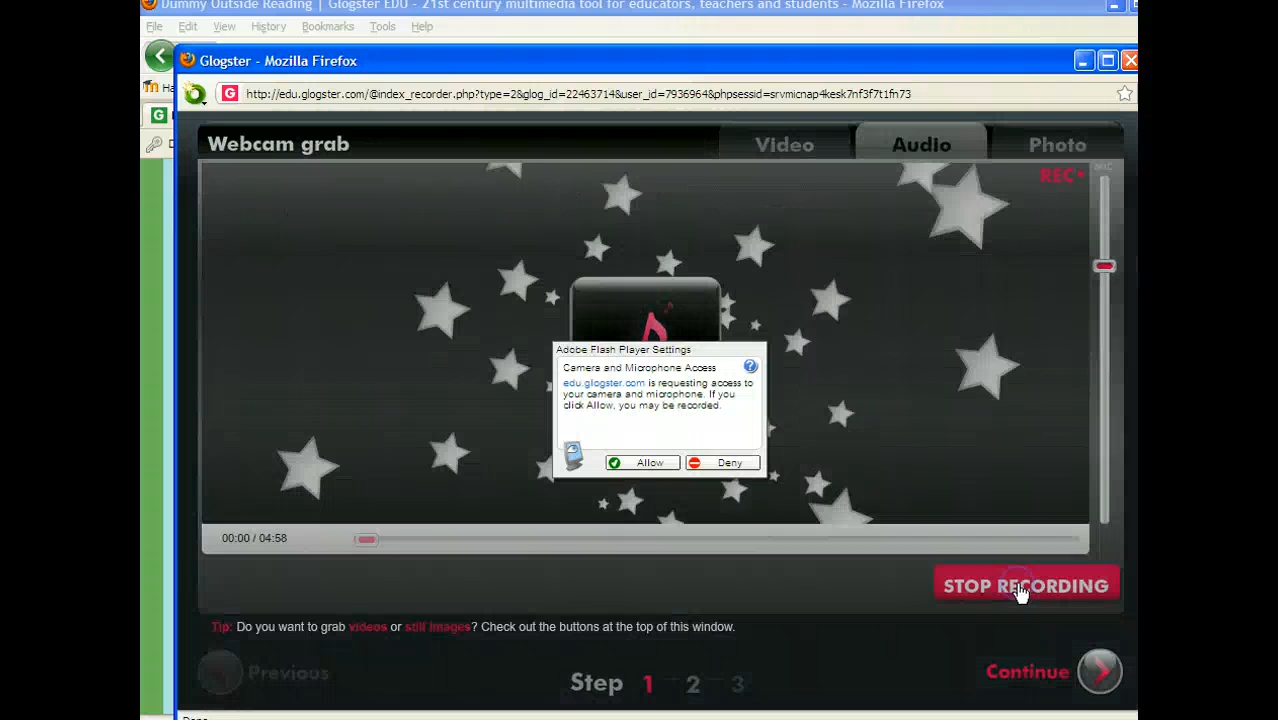 Dummy Outside Reading | Glogster EDU - 21st century multimedia tool for educators, teachers and students - Mozilla Firefox
File Edit View History Bookmarks Tools Help
Glogster - Mozilla Firefox
Ha
http://edu.glogster.com/@index_recorder.php?type=2&glog_id=22463714&user_id=7936964&phpsessid=srvmicnap4kesk7nf3f7t1fn73
Webcam grab
Video
Audio
Photo
MIC
REC
Adobe Flash Player Settings
Camera and Microphone Access
edu.glogster.com is requesting access to
your camera and microphone. If you
click Allow, you may be recorded.
Allow
Deny
00:00 / 04:58
STOP RECORDING
Tip: Do you want to grab videos or still images? Check out the buttons at the top of this window.
Previous
Step 1 2 3
Continue
Done